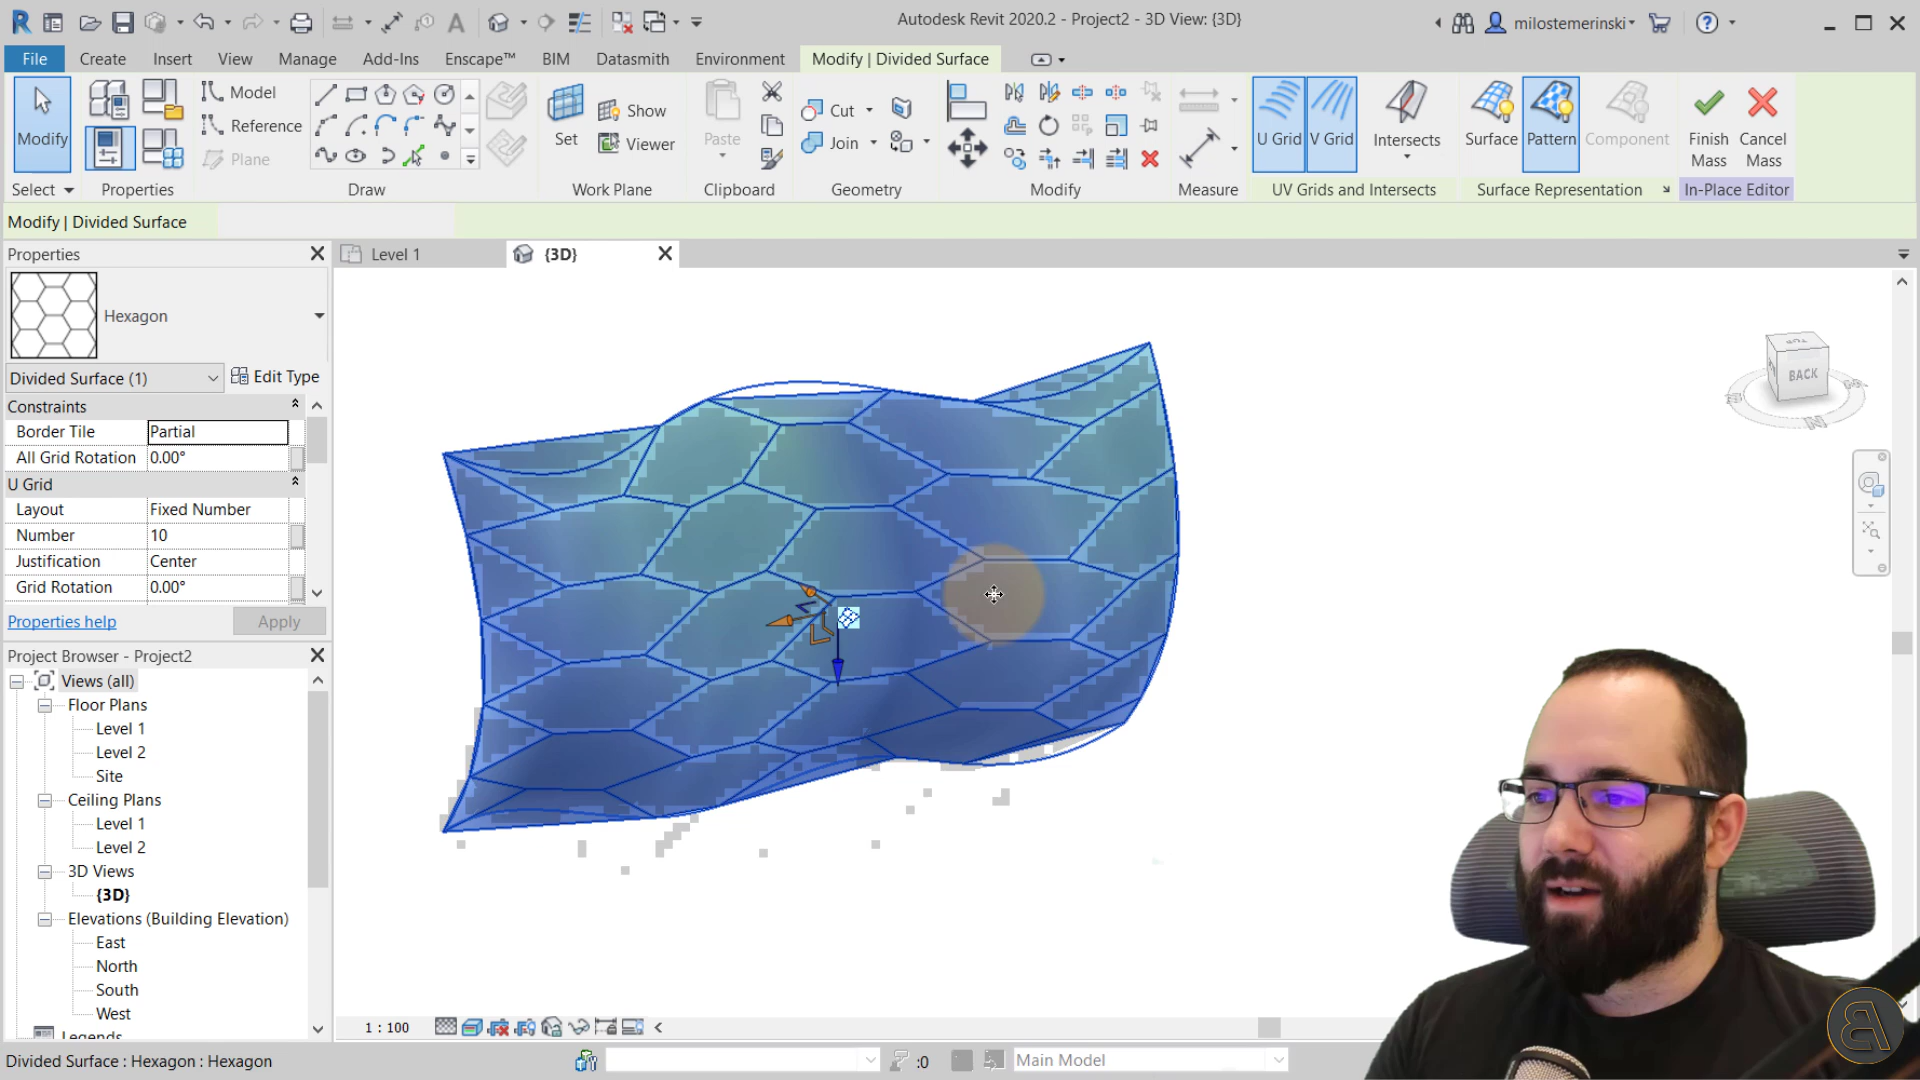 Autodesk Revit 2020.2 - Project2 - 3D View: {3D}
milostemerinski
File Create Insert View Manage Add-Ins Enscape™ BIM Datasmith Environment Modify | Divided Surface
Modify
Model
Reference
Plane
Set
Show
Viewer
Paste
Cut
Join
U Grid V Grid Intersects Surface Pattern Component Finish Mass Cancel Mass
Select Properties Draw Work Plane Clipboard Geometry Modify Measure UV Grids and Intersects Surface Representation In-Place Editor
Modify | Divided Surface
Properties
Level 1
{3D}
Hexagon
Divided Surface (1)
Edit Type
Constraints
Border Tile Partial
All Grid Rotation 0.00°
U Grid
Layout Fixed Number
Number 10
Justification Center
Grid Rotation 0.00°
Properties help
Apply
TOP
BACK
Project Browser - Project2
Views (all)
Floor Plans
Level 1
Level 2
Site
Ceiling Plans
Level 1
Level 2
3D Views
{3D}
Elevations (Building Elevation)
East
North
South
West
Legends
1 : 100
Divided Surface : Hexagon : Hexagon
:0
Main Model